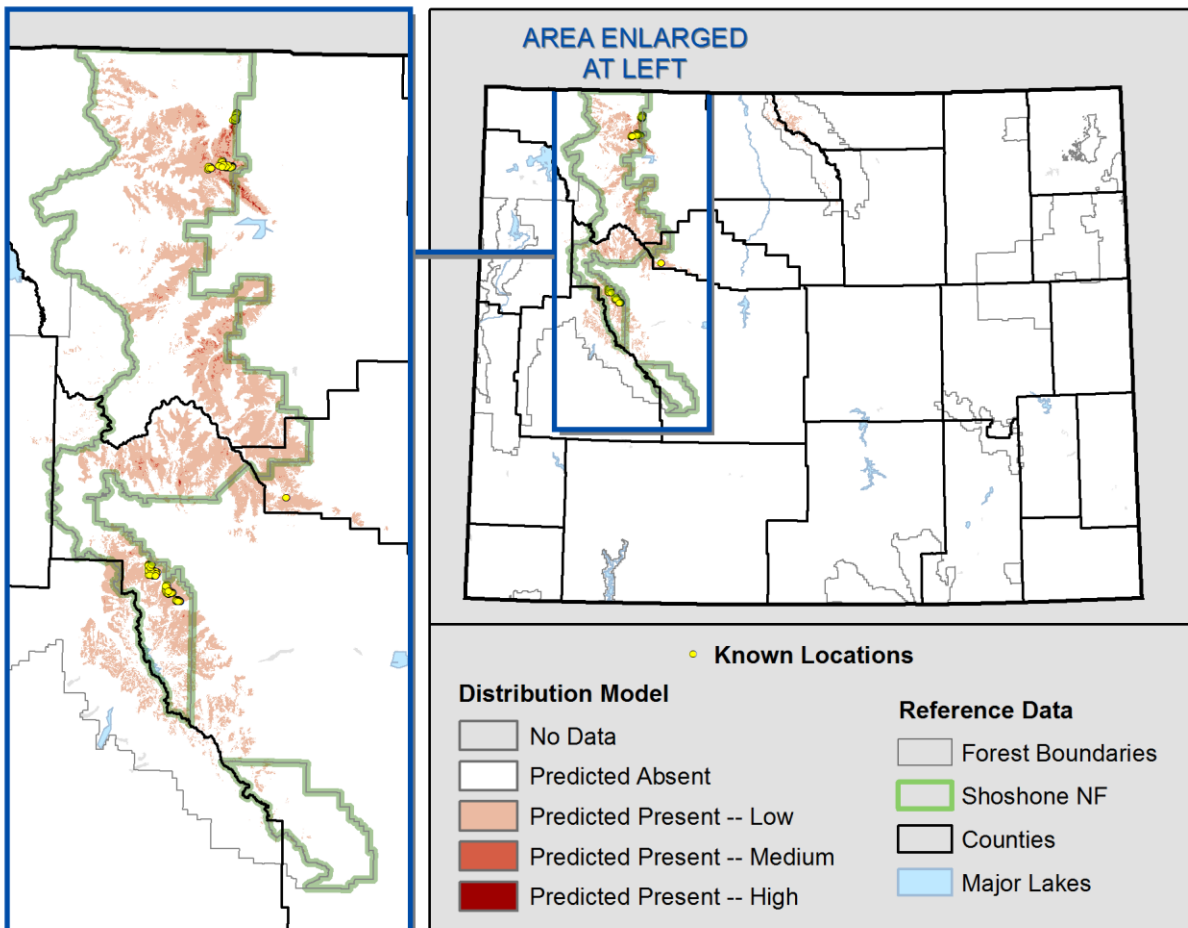 AREA ENLARGED
AT LEFT
Known Locations
Distribution Model
No Data
Predicted Absent
Predicted Present -- Low
Predicted Present -- Medium
Predicted Present -- High
Reference Data
Forest Boundaries
Shoshone NF
Counties
Major Lakes